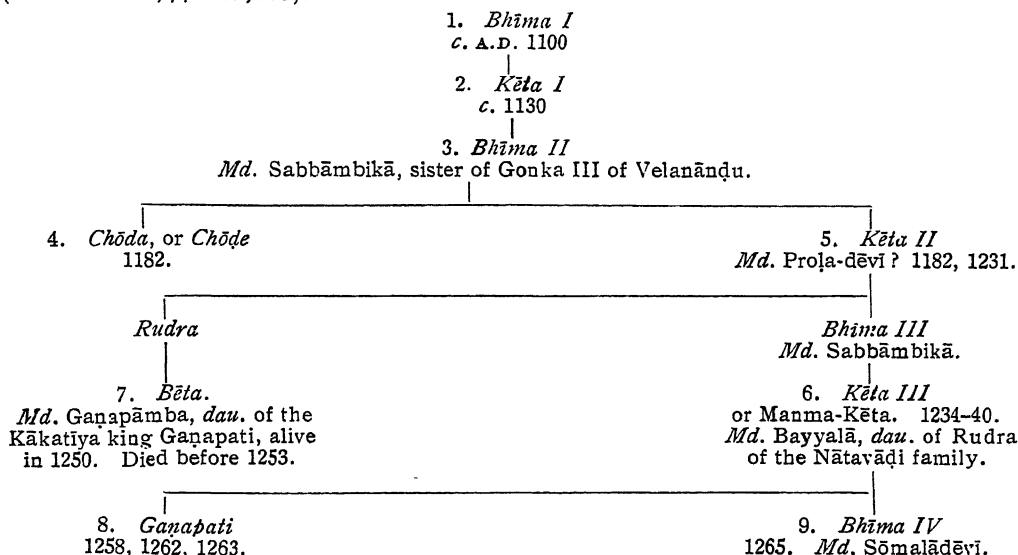 1. Bhīma I
c. A.D. 1100
2. Kēta I
c. 1130
3. Bhīma II
Md. Sabbāmbikā, sister of Gonka III of Velanāṇḍu.
4. Chōda, or Chōḍe
1182.
5. Kēta II
Md. Proḷa-dēvī ? 1182, 1231.
Rudra
Bhīma III
Md. Sabbāmbikā.
7. Bēta.
Md. Gaṇapāmba, dau. of the
Kākatīya king Gaṇapati, alive
in 1250. Died before 1253.
6. Kēta III
or Manma-Kēta. 1234–40.
Md. Bayyalā, dau. of Rudra
of the Nātavāḍi family.
8. Gaṇapati
1258, 1262, 1263.
9. Bhīma IV
1265. Md. Sōmalādēvī.